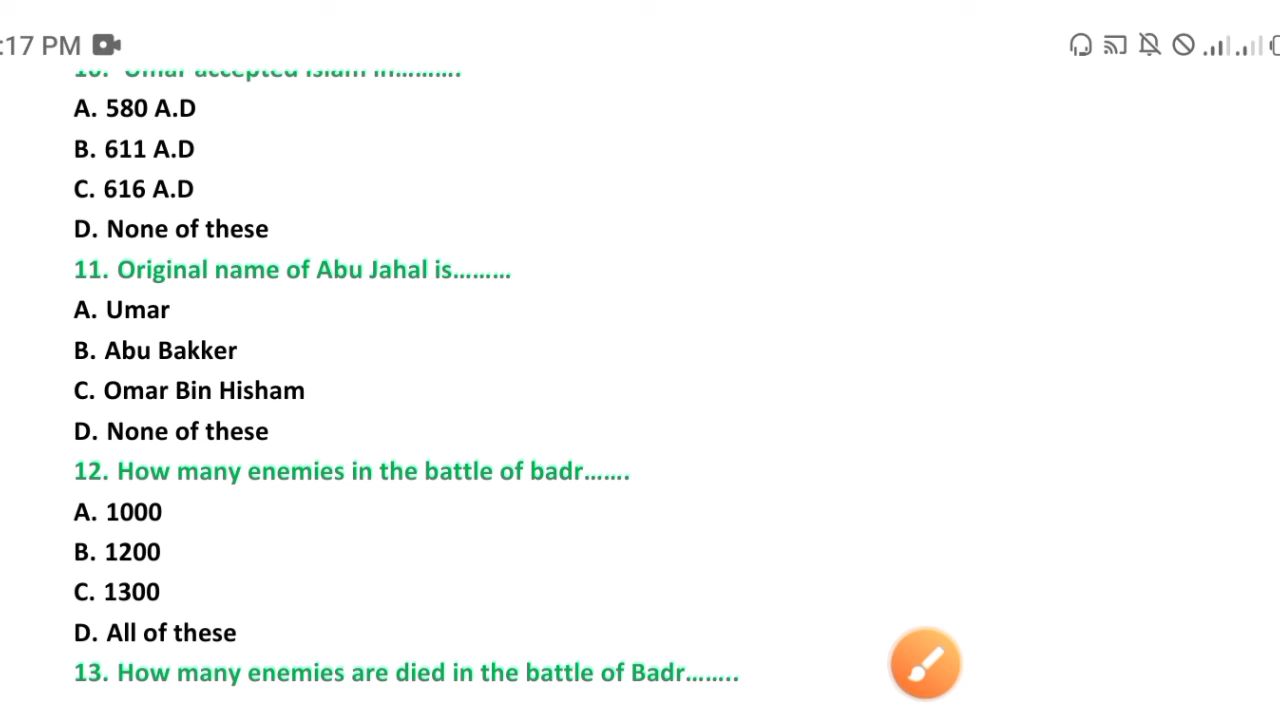 :17 PM
10. Umar accepted Islam in..........
A. 580 A.D
B. 611 A.D
C. 616 A.D
D. None of these
11. Original name of Abu Jahal is.........
A. Umar
B. Abu Bakker
C. Omar Bin Hisham
D. None of these
12. How many enemies in the battle of badr.......
A. 1000
B. 1200
C. 1300
D. All of these
13. How many enemies are died in the battle of Badr........